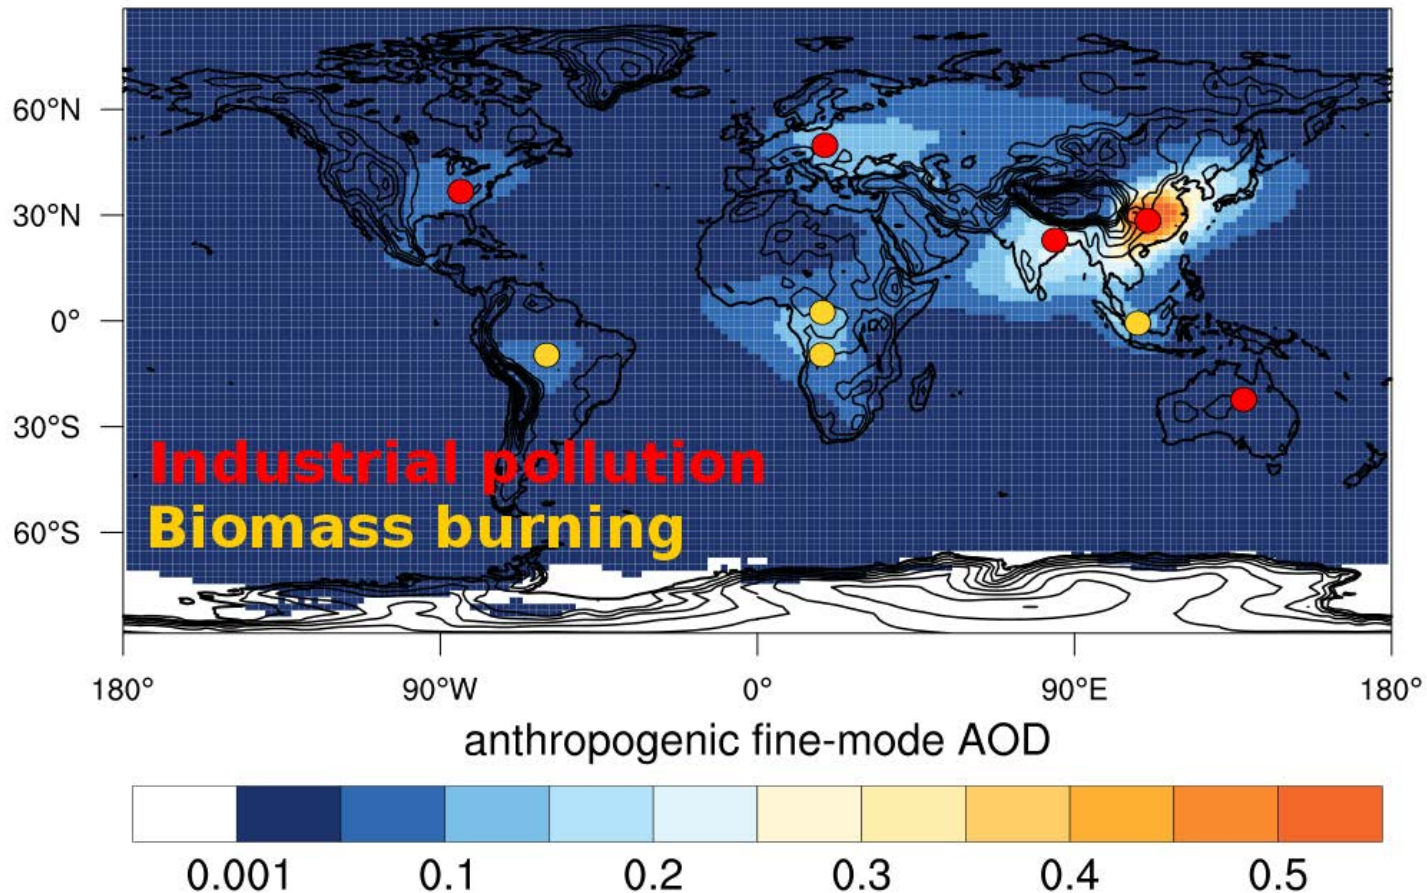 60°N
30°N
0°
30°S
60°S
Industrial pollution
Biomass burning
180° 90°W 0° 90°E 180°
anthropogenic fine-mode AOD
0.001 0.1 0.2 0.3 0.4 0.5